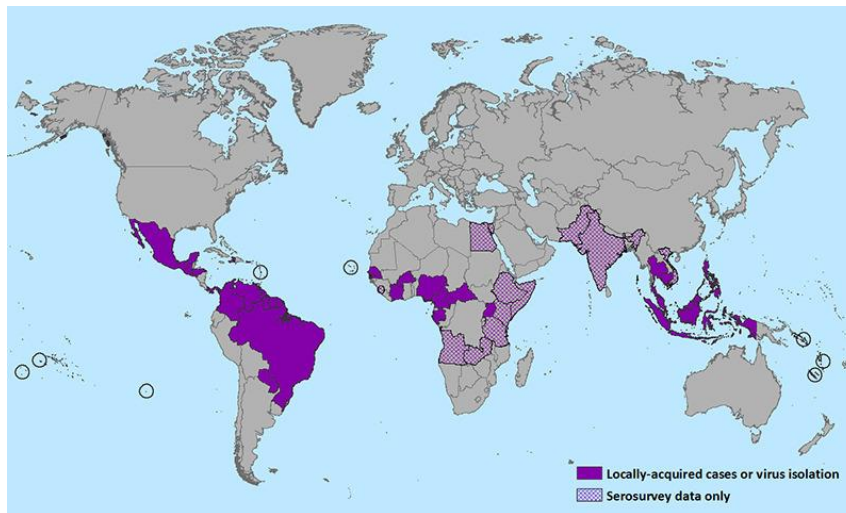 Locally-acquired cases or virus isolation
Serosurvey data only